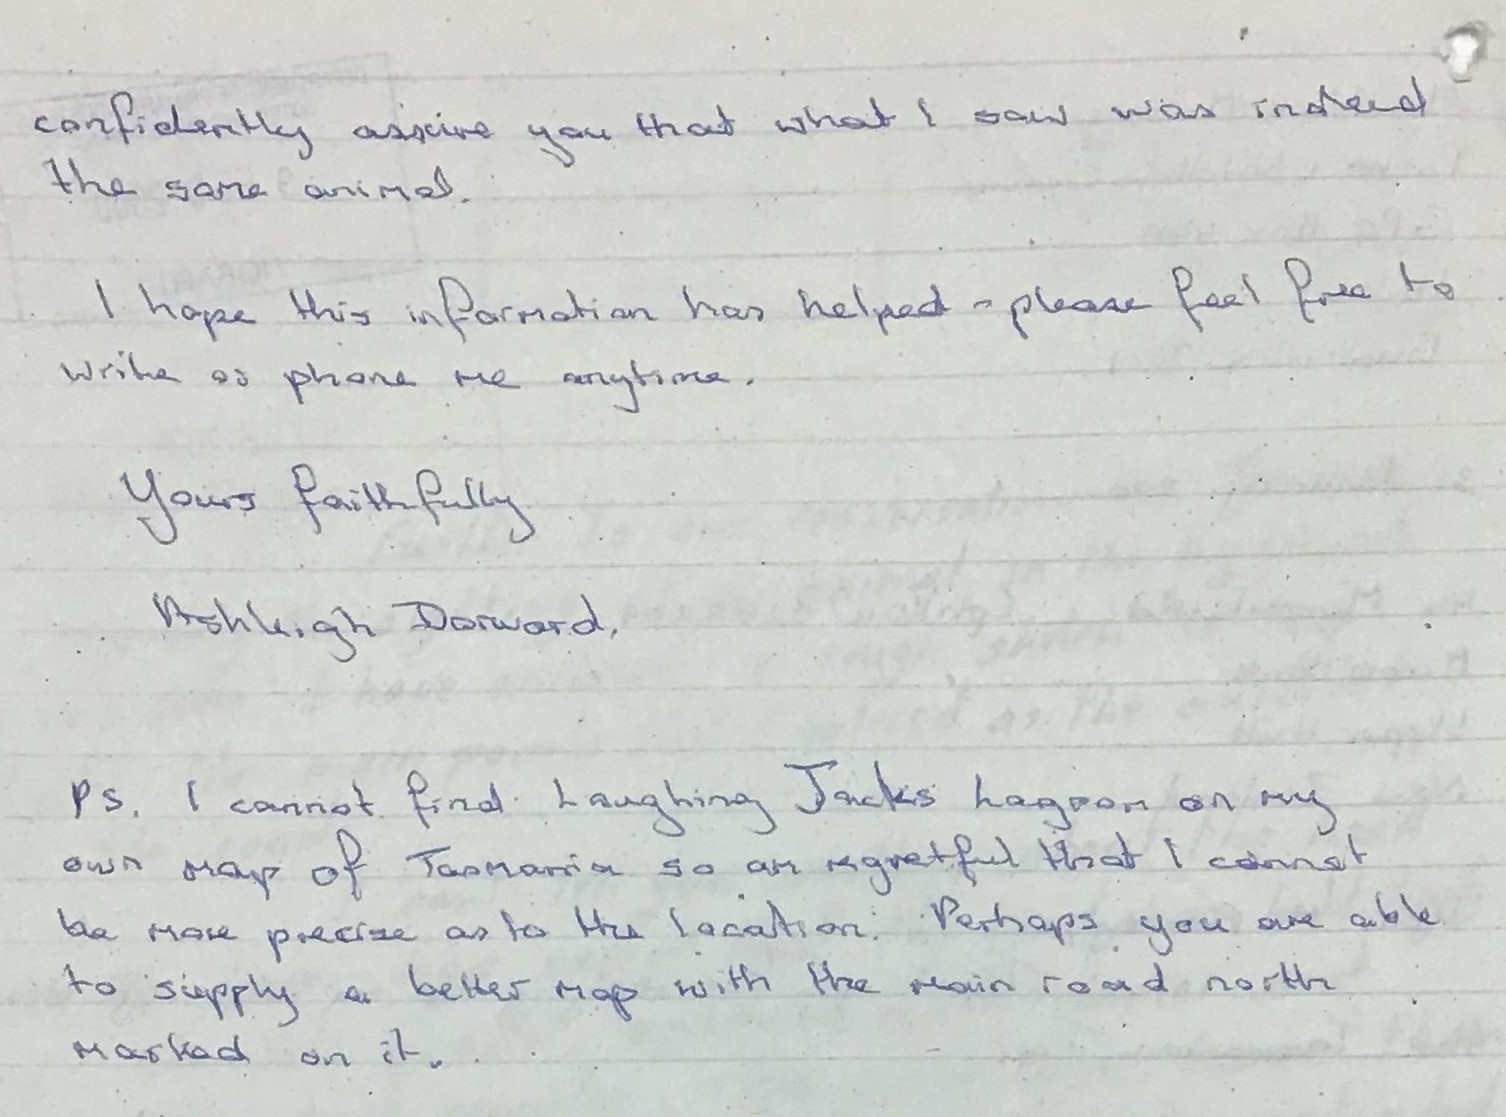 confidently assure you that what I saw was indeed
the same animal.
I hope this information has helped - please feel free to
write or phone me anytime.
Yours faithfully
Ashleigh Dorward.
PS. I cannot find Laughing Jacks Lagoon on my
own map of Tasmania so am regretful that I cannot
be more precise as to the location. Perhaps you are able
to supply a better map with the main road north
marked on it.